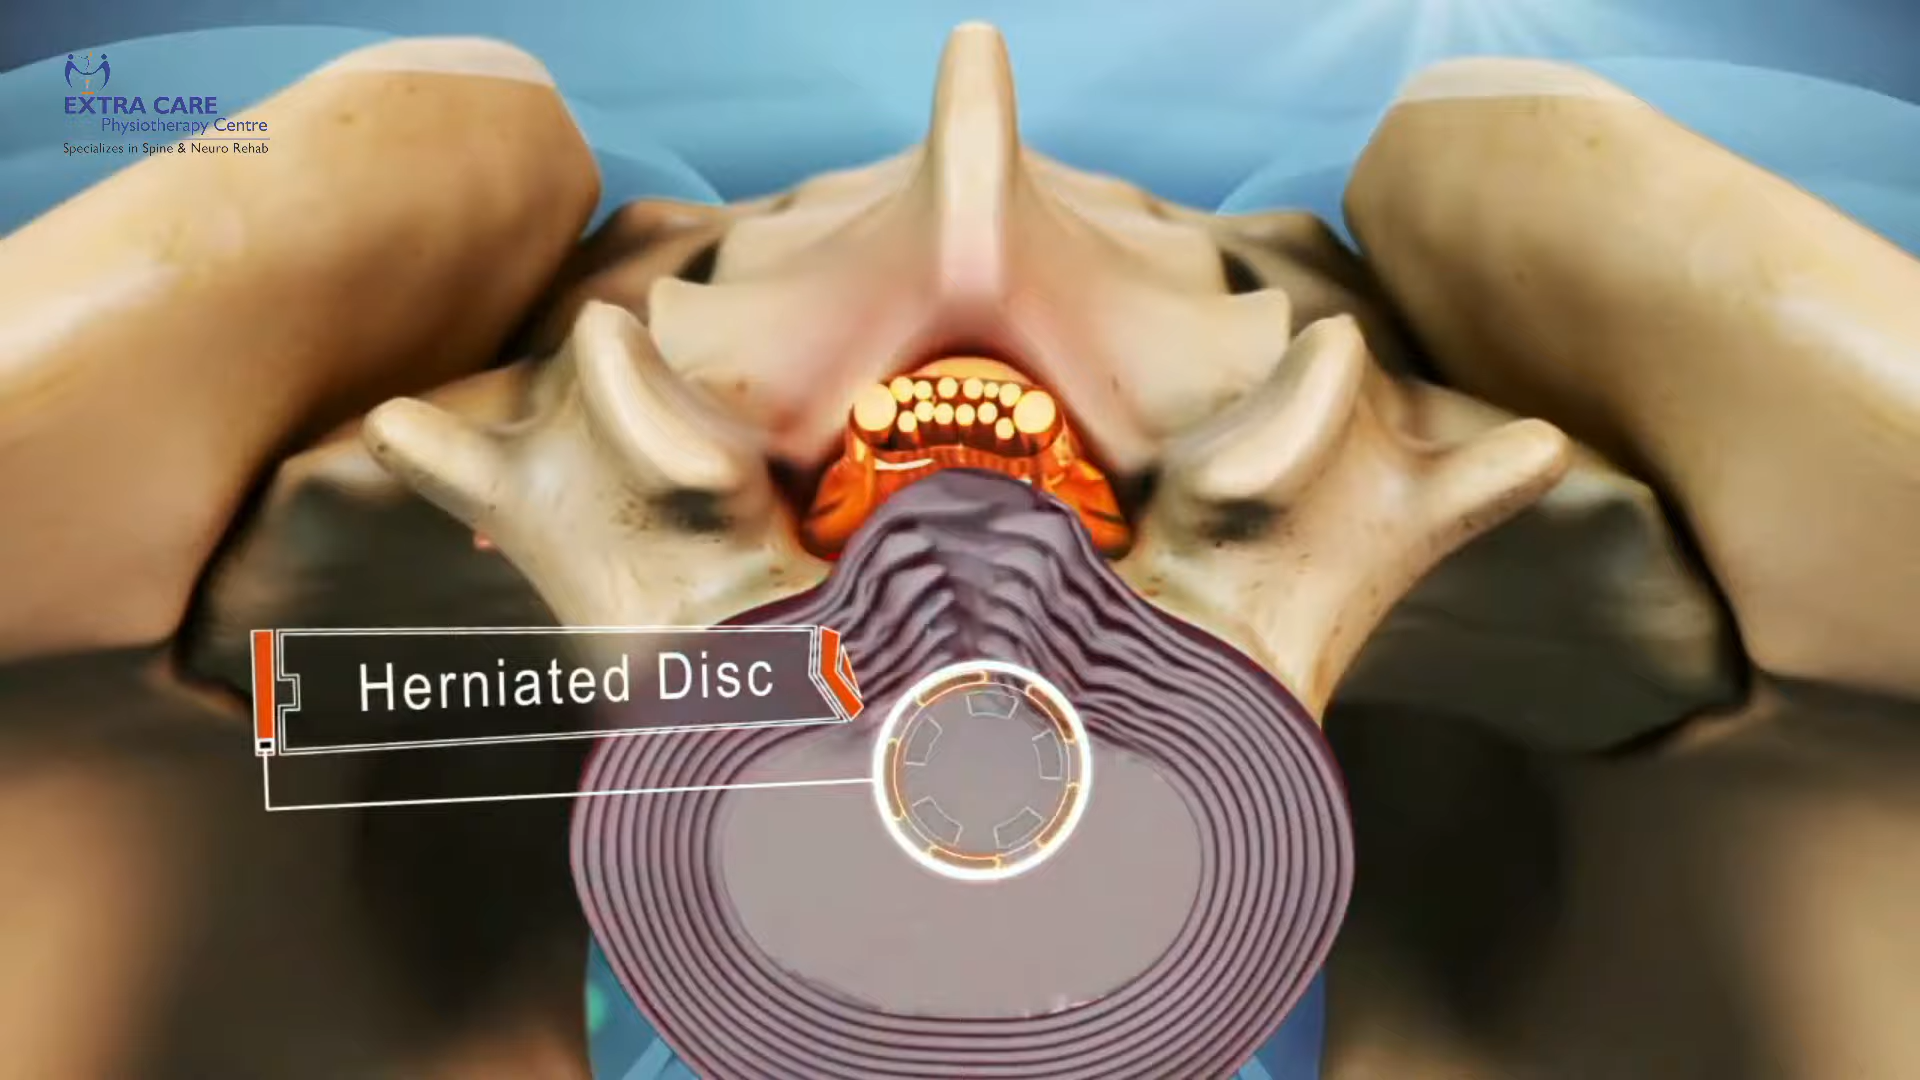 EXTRA CARE
Physiotherapy Centre
Specializes in Spine & Neuro Rehab
Herniated Disc